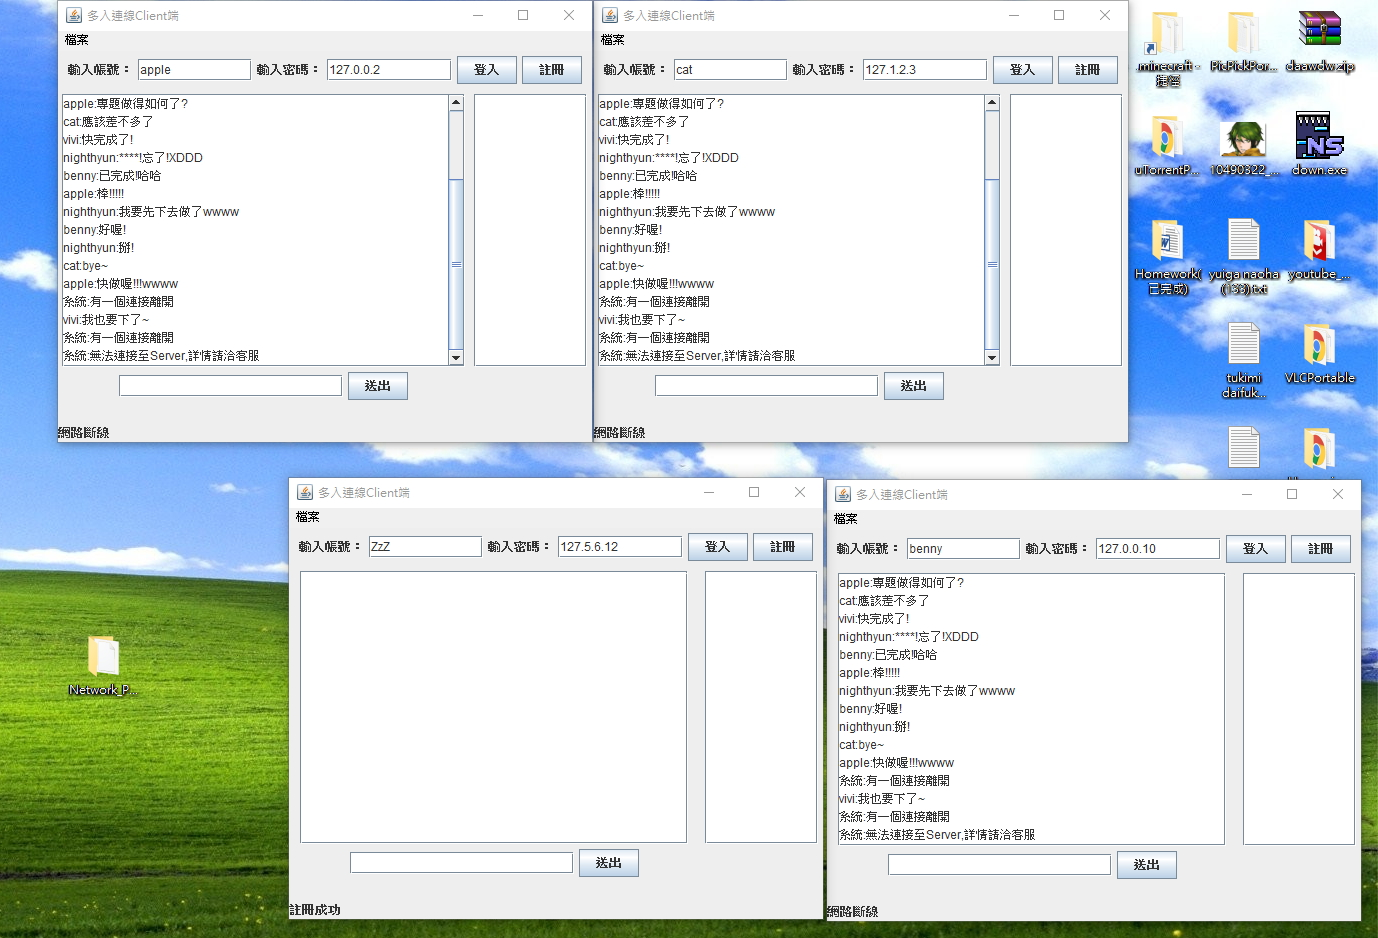 多人連線Client端
檔案
輸入帳號： apple 輸入密碼： 127.0.0.2 登入 註冊
apple:專題做得如何了?
cat:應該差不多了
vivi:快完成了!
nighthyun:****!忘了!XDDD
benny:已完成!哈哈
apple:棒!!!!!
nighthyun:我要先下去做了wwww
benny:好喔!
nighthyun:掰!
cat:bye~
apple:快做喔!!!wwww
系統:有一個連接離開
vivi:我也要下了~
系統:有一個連接離開
系統:無法連接至Server,詳情請洽客服
送出
網路斷線
多人連線Client端
檔案
輸入帳號： cat 輸入密碼： 127.1.2.3 登入 註冊
apple:專題做得如何了?
cat:應該差不多了
vivi:快完成了!
nighthyun:****!忘了!XDDD
benny:已完成!哈哈
apple:棒!!!!!
nighthyun:我要先下去做了wwww
benny:好喔!
nighthyun:掰!
cat:bye~
apple:快做喔!!!wwww
系統:有一個連接離開
vivi:我也要下了~
系統:有一個連接離開
系統:無法連接至Server,詳情請洽客服
送出
網路斷線
.minecraft - 捷徑
PicPickPor...
daawdw.zip
uTorrentP...
10490322_...
NS
down.exe
Homework(已完成)
yuiga naoha (133).txt
youtube_...
tukimi daifuk...
VLCPortable
Network_P...
多人連線Client端
檔案
輸入帳號： ZzZ 輸入密碼： 127.5.6.12 登入 註冊
送出
註冊成功
多人連線Client端
檔案
輸入帳號： benny 輸入密碼： 127.0.0.10 登入 註冊
apple:專題做得如何了?
cat:應該差不多了
vivi:快完成了!
nighthyun:****!忘了!XDDD
benny:已完成!哈哈
apple:棒!!!!!
nighthyun:我要先下去做了wwww
benny:好喔!
nighthyun:掰!
cat:bye~
apple:快做喔!!!wwww
系統:有一個連接離開
vivi:我也要下了~
系統:有一個連接離開
系統:無法連接至Server,詳情請洽客服
送出
網路斷線